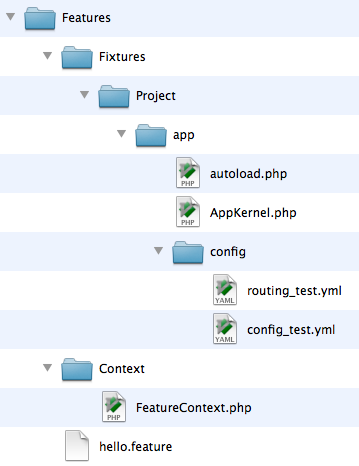 Features
Fixtures
Project
app
PHP autoload.php
PHP AppKernel.php
config
YAML routing_test.yml
YAML config_test.yml
Context
PHP FeatureContext.php
hello.feature